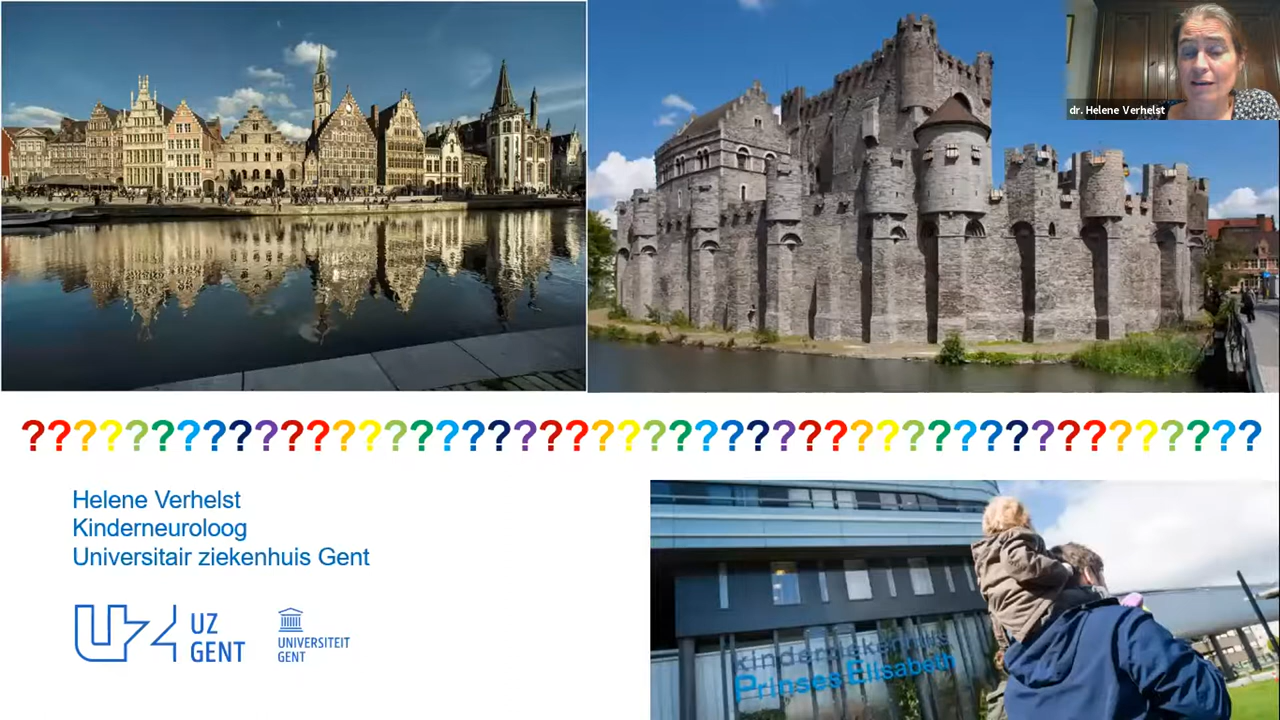 dr. Helene Verhelst
????????????????????????????????????????????????
Helene Verhelst
Kinderneuroloog
Universitair ziekenhuis Gent
UZ
GENT
UNIVERSITEIT
GENT
kinderziekenhuis
Prinses Elisabeth